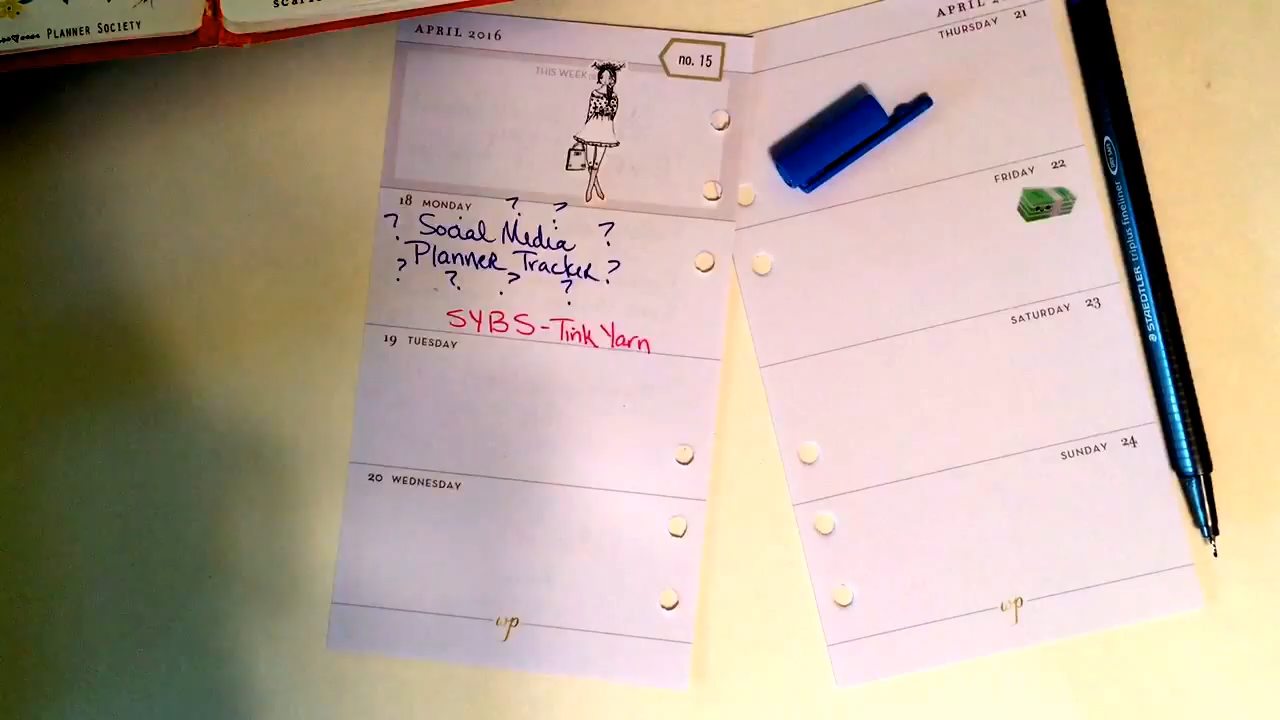 PLANNER SOCIETY
APRIL 2016
THIS WEEK
no. 15
18 MONDAY
? ? ?
? Social Media ?
Planner Tracker ?
? ? ? ?
SYBS-Tink Yarn
19 TUESDAY
20 WEDNESDAY
wp
THURSDAY 21
FRIDAY 22
SATURDAY 23
SUNDAY 24
wp
STAEDTLER triplus fineliner